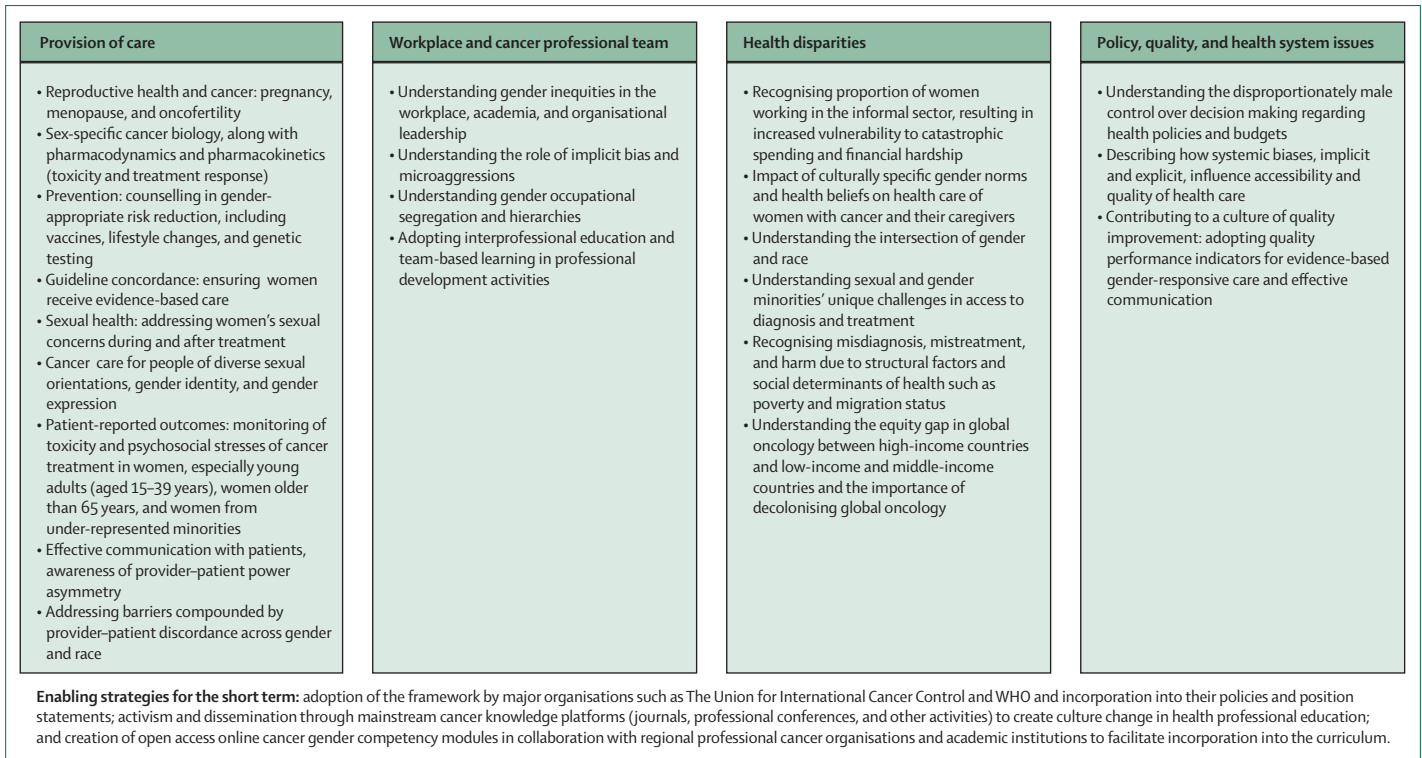 Provision of care
• Reproductive health and cancer: pregnancy,
menopause, and oncofertility
• Sex-specific cancer biology, along with
pharmacodynamics and pharmacokinetics
(toxicity and treatment response)
• Prevention: counselling in gender-
appropriate risk reduction, including
vaccines, lifestyle changes, and genetic
testing
• Guideline concordance: ensuring women
receive evidence-based care
• Sexual health: addressing women's sexual
concerns during and after treatment
• Cancer care for people of diverse sexual
orientations, gender identity, and gender
expression
• Patient-reported outcomes: monitoring of
toxicity and psychosocial stresses of cancer
treatment in women, especially young
adults (aged 15–39 years), women older
than 65 years, and women from
under-represented minorities
• Effective communication with patients,
awareness of provider–patient power
asymmetry
• Addressing barriers compounded by
provider–patient discordance across gender
and race
Workplace and cancer professional team
• Understanding gender inequities in the
workplace, academia, and organisational
leadership
• Understanding the role of implicit bias and
microaggressions
• Understanding gender occupational
segregation and hierarchies
• Adopting interprofessional education and
team-based learning in professional
development activities
Health disparities
• Recognising proportion of women
working in the informal sector, resulting in
increased vulnerability to catastrophic
spending and financial hardship
• Impact of culturally specific gender norms
and health beliefs on health care of
women with cancer and their caregivers
• Understanding the intersection of gender
and race
• Understanding sexual and gender
minorities' unique challenges in access to
diagnosis and treatment
• Recognising misdiagnosis, mistreatment,
and harm due to structural factors and
social determinants of health such as
poverty and migration status
• Understanding the equity gap in global
oncology between high-income countries
and low-income and middle-income
countries and the importance of
decolonising global oncology
Policy, quality, and health system issues
• Understanding the disproportionately male
control over decision making regarding
health policies and budgets
• Describing how systemic biases, implicit
and explicit, influence accessibility and
quality of health care
• Contributing to a culture of quality
improvement: adopting quality
performance indicators for evidence-based
gender-responsive care and effective
communication
Enabling strategies for the short term: adoption of the framework by major organisations such as The Union for International Cancer Control and WHO and incorporation into their policies and position
statements; activism and dissemination through mainstream cancer knowledge platforms (journals, professional conferences, and other activities) to create culture change in health professional education;
and creation of open access online cancer gender competency modules in collaboration with regional professional cancer organisations and academic institutions to facilitate incorporation into the curriculum.